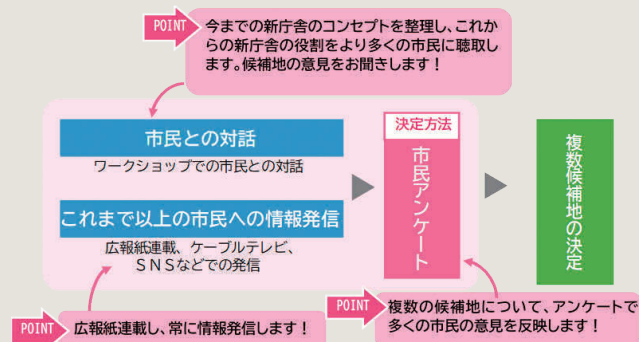 POINT
今までの新庁舎のコンセプトを整理し、これか
らの新庁舎の役割をより多くの市民に聴取し
ます。候補地の意見をお聞きします！
市民との対話
ワークショップでの市民との対話
これまで以上の市民への情報発信
広報紙連載、ケーブルテレビ、
ＳＮＳなどでの発信
決定方法
市民アンケート
複数候補地の決定
POINT
広報紙連載し、常に情報発信します！
POINT
複数の候補地について、アンケートで
多くの市民の意見を反映します！